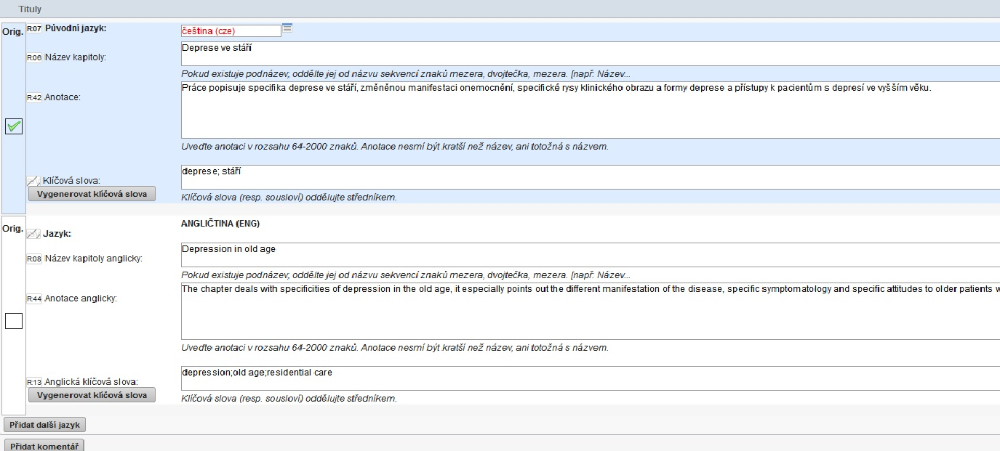 Tituly
Orig.
R07 Původní jazyk:
čeština (cze)
R06 Název kapitoly:
Deprese ve stáří
Pokud existuje podnázev, oddělte jej od názvu sekvencí znaků mezera, dvojtečka, mezera. [např: Název...
R42 Anotace:
Práce popisuje specifika deprese ve stáří, změněnou manifestaci onemocnění, specifické rysy klinického obrazu a formy deprese a přístupy k pacientům s depresí ve vyšším věku.
Uveďte anotaci v rozsahu 64-2000 znaků. Anotace nesmí být kratší než název, ani totožná s názvem.
Klíčová slova:
deprese; stáří
Vygenerovat klíčová slova
Klíčová slova (resp. sousloví) oddělujte středníkem.
Orig.
Jazyk:
ANGLIČTINA (ENG)
R08 Název kapitoly anglicky:
Depression in old age
Pokud existuje podnázev, oddělte jej od názvu sekvencí znaků mezera, dvojtečka, mezera. [např: Název...
R44 Anotace anglicky:
The chapter deals with specificities of depression in the old age, it especially points out the different manifestation of the disease, specific symptomatology and specific attitudes to older patients w
Uveďte anotaci v rozsahu 64-2000 znaků. Anotace nesmí být kratší než název, ani totožná s názvem.
R13 Anglická klíčová slova:
depression;old age;residential care
Vygenerovat klíčová slova
Klíčová slova (resp. sousloví) oddělujte středníkem.
Přidat další jazyk
Přidat komentář